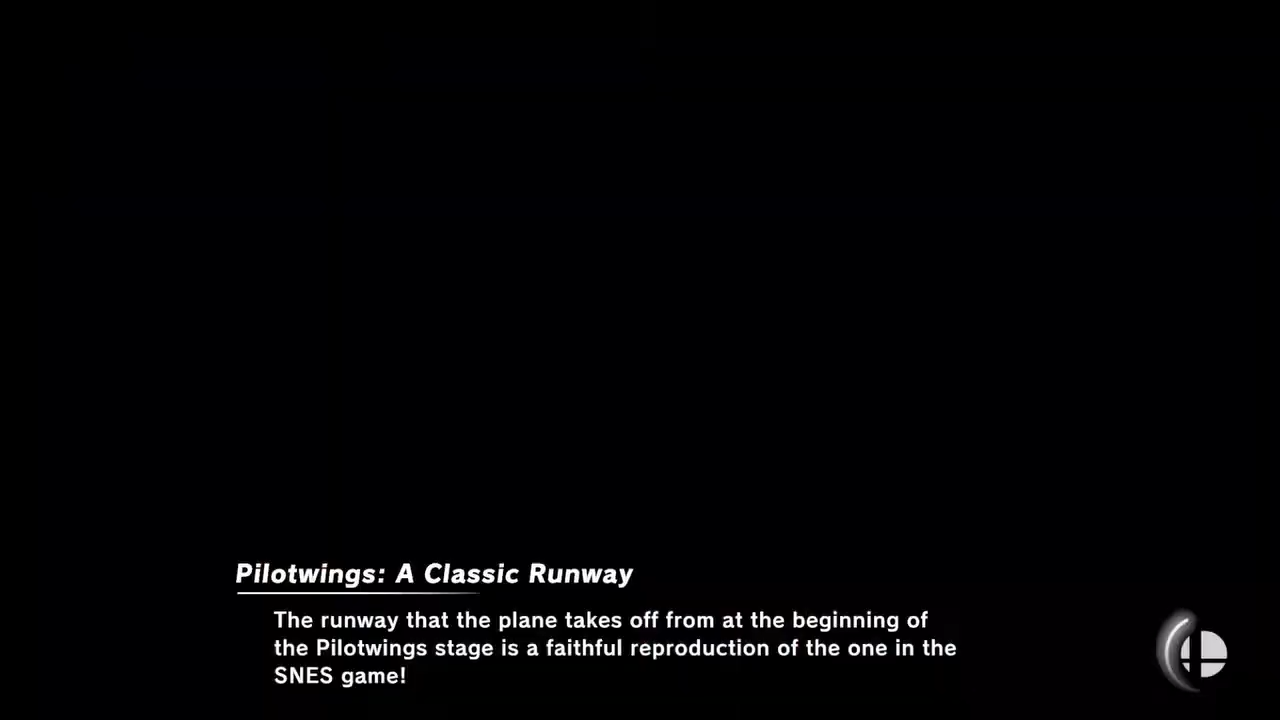 Pilotwings: A Classic Runway
The runway that the plane takes off from at the beginning of
the Pilotwings stage is a faithful reproduction of the one in the
SNES game!